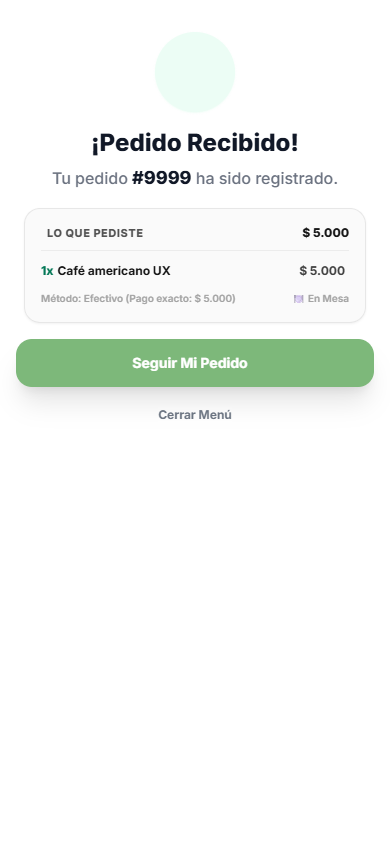 ¡Pedido Recibido!
Tu pedido #9999 ha sido registrado.
LO QUE PEDISTE $ 5.000
1x Café americano UX $ 5.000
Método: Efectivo (Pago exacto: $ 5.000) En Mesa
Seguir Mi Pedido
Cerrar Menú